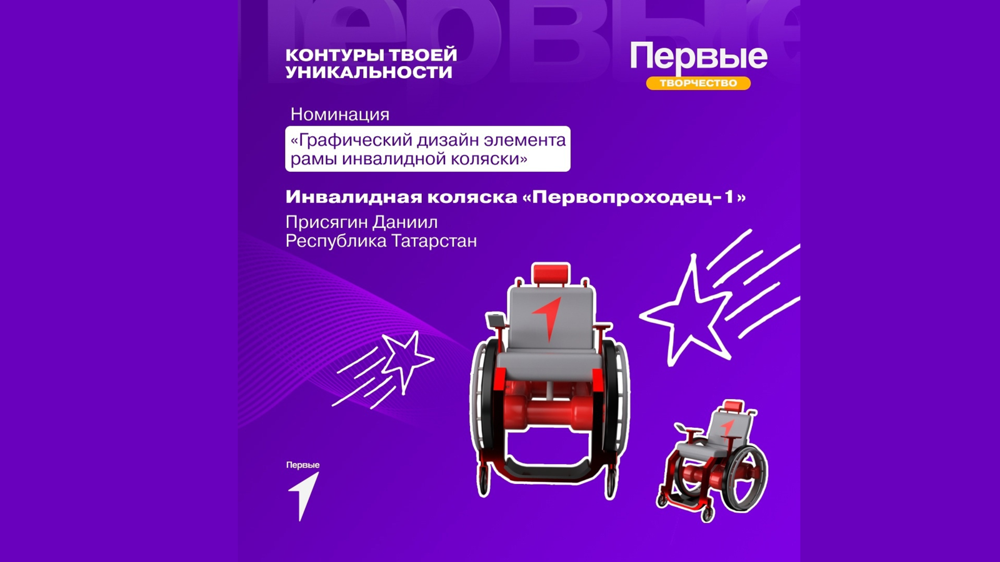 Первые
КОНТУРЫ ТВОЕЙ
УНИКАЛЬНОСТИ
Первые
ТВОРЧЕСТВО
Номинация
«Графический дизайн элемента
рамы инвалидной коляски»
Инвалидная коляска «Первопроходец-1»
Присягин Даниил
Республика Татарстан
Первые